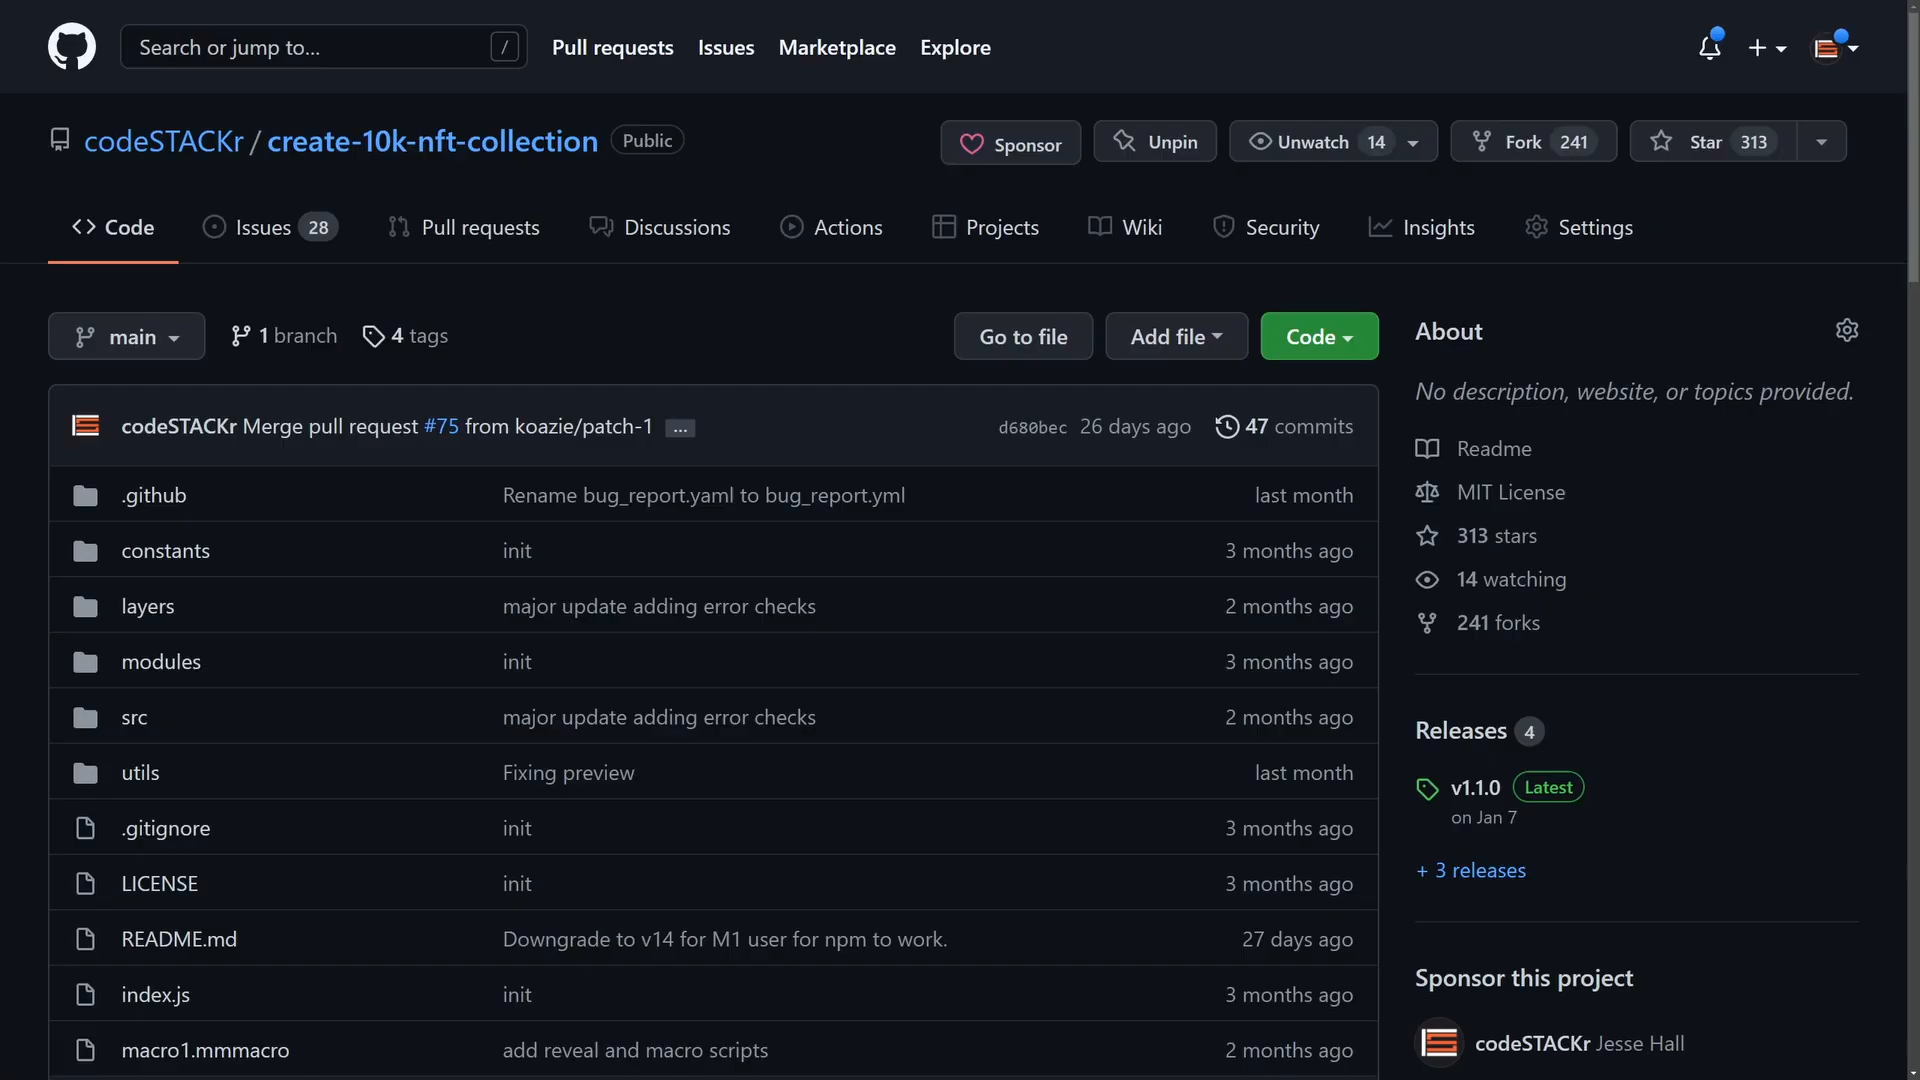 Search or jump to... /
Pull requests Issues Marketplace Explore
codeSTACKr / create-10k-nft-collection Public
Sponsor Unpin Unwatch 14 Fork 241 Star 313
Code Issues 28 Pull requests Discussions Actions Projects Wiki Security Insights Settings
main 1 branch 4 tags Go to file Add file Code
codeSTACKr Merge pull request #75 from koazie/patch-1 ... d680bec 26 days ago 47 commits
.github Rename bug_report.yaml to bug_report.yml last month
constants init 3 months ago
layers major update adding error checks 2 months ago
modules init 3 months ago
src major update adding error checks 2 months ago
utils Fixing preview last month
.gitignore init 3 months ago
LICENSE init 3 months ago
README.md Downgrade to v14 for M1 user for npm to work. 27 days ago
index.js init 3 months ago
macro1.mmmacro add reveal and macro scripts 2 months ago
About
No description, website, or topics provided.
Readme
MIT License
313 stars
14 watching
241 forks
Releases 4
v1.1.0 Latest
on Jan 7
+ 3 releases
Sponsor this project
codeSTACKr Jesse Hall